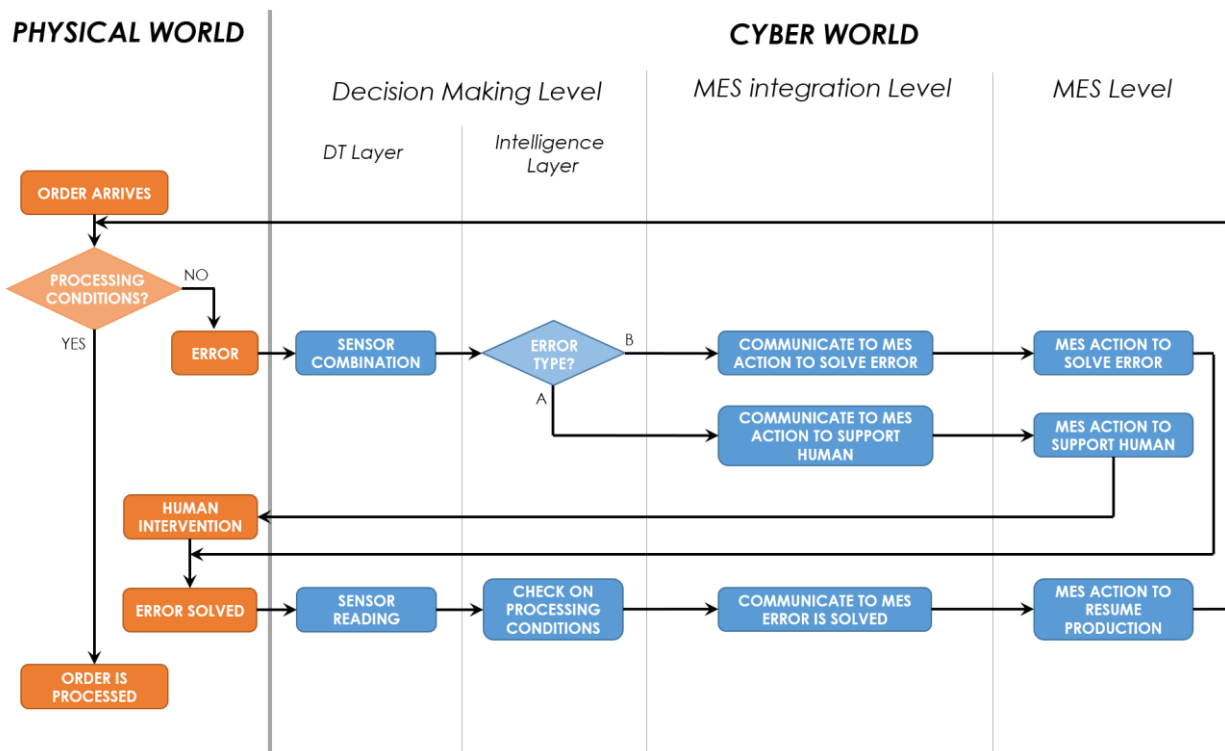 PHYSICAL WORLD
CYBER WORLD
Decision Making Level
MES integration Level
MES Level
DT Layer
Intelligence
Layer
ORDER ARRIVES
PROCESSING
CONDITIONS?
NO
YES
ERROR
SENSOR
COMBINATION
ERROR
TYPE?
B
A
COMMUNICATE TO MES
ACTION TO SOLVE ERROR
MES ACTION TO
SOLVE ERROR
COMMUNICATE TO MES
ACTION TO SUPPORT
HUMAN
MES ACTION TO
SUPPORT HUMAN
HUMAN
INTERVENTION
ERROR SOLVED
SENSOR
READING
CHECK ON
PROCESSING
CONDITIONS
COMMUNICATE TO MES
ERROR IS SOLVED
MES ACTION TO
RESUME
PRODUCTION
ORDER IS
PROCESSED